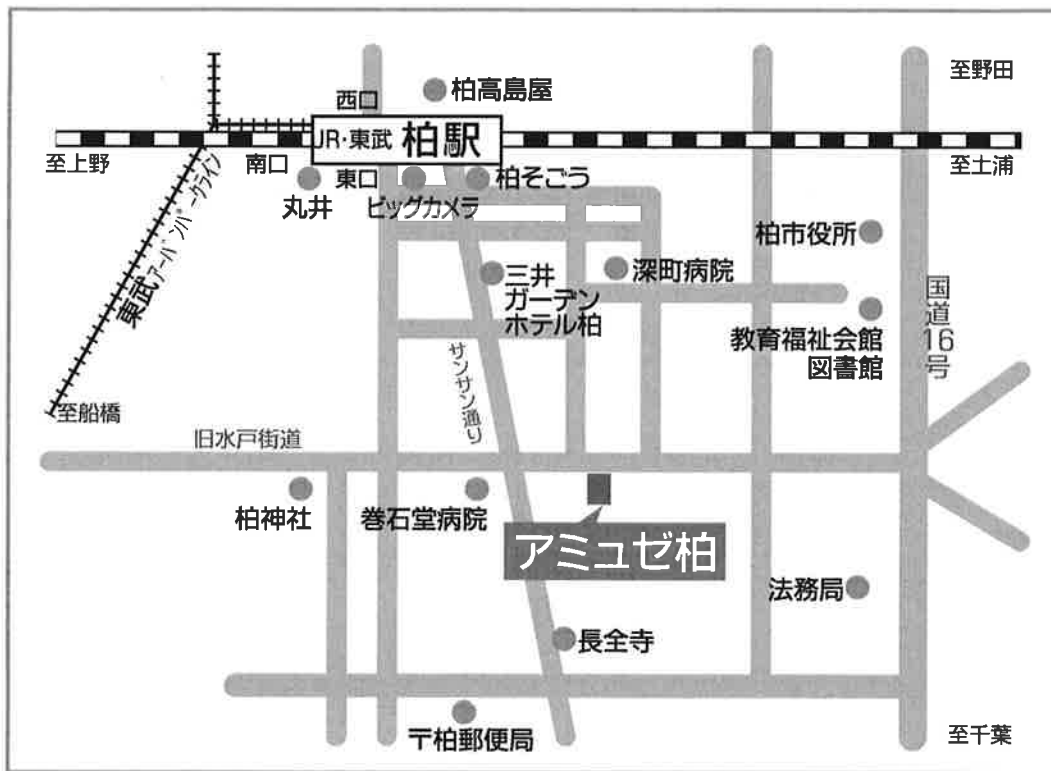 至野田
柏高島屋
西口
JR・東武 柏駅
至上野
南口
東口
至土浦
丸井
ビックカメラ
柏そごう
東武アーバンパークライン
柏市役所
深町病院
三井
ガーデン
ホテル柏
国道16号
教育福祉会館
図書館
サンサン通り
至船橋
旧水戸街道
柏神社
巻石堂病院
アミュゼ柏
法務局
長全寺
〒柏郵便局
至千葉